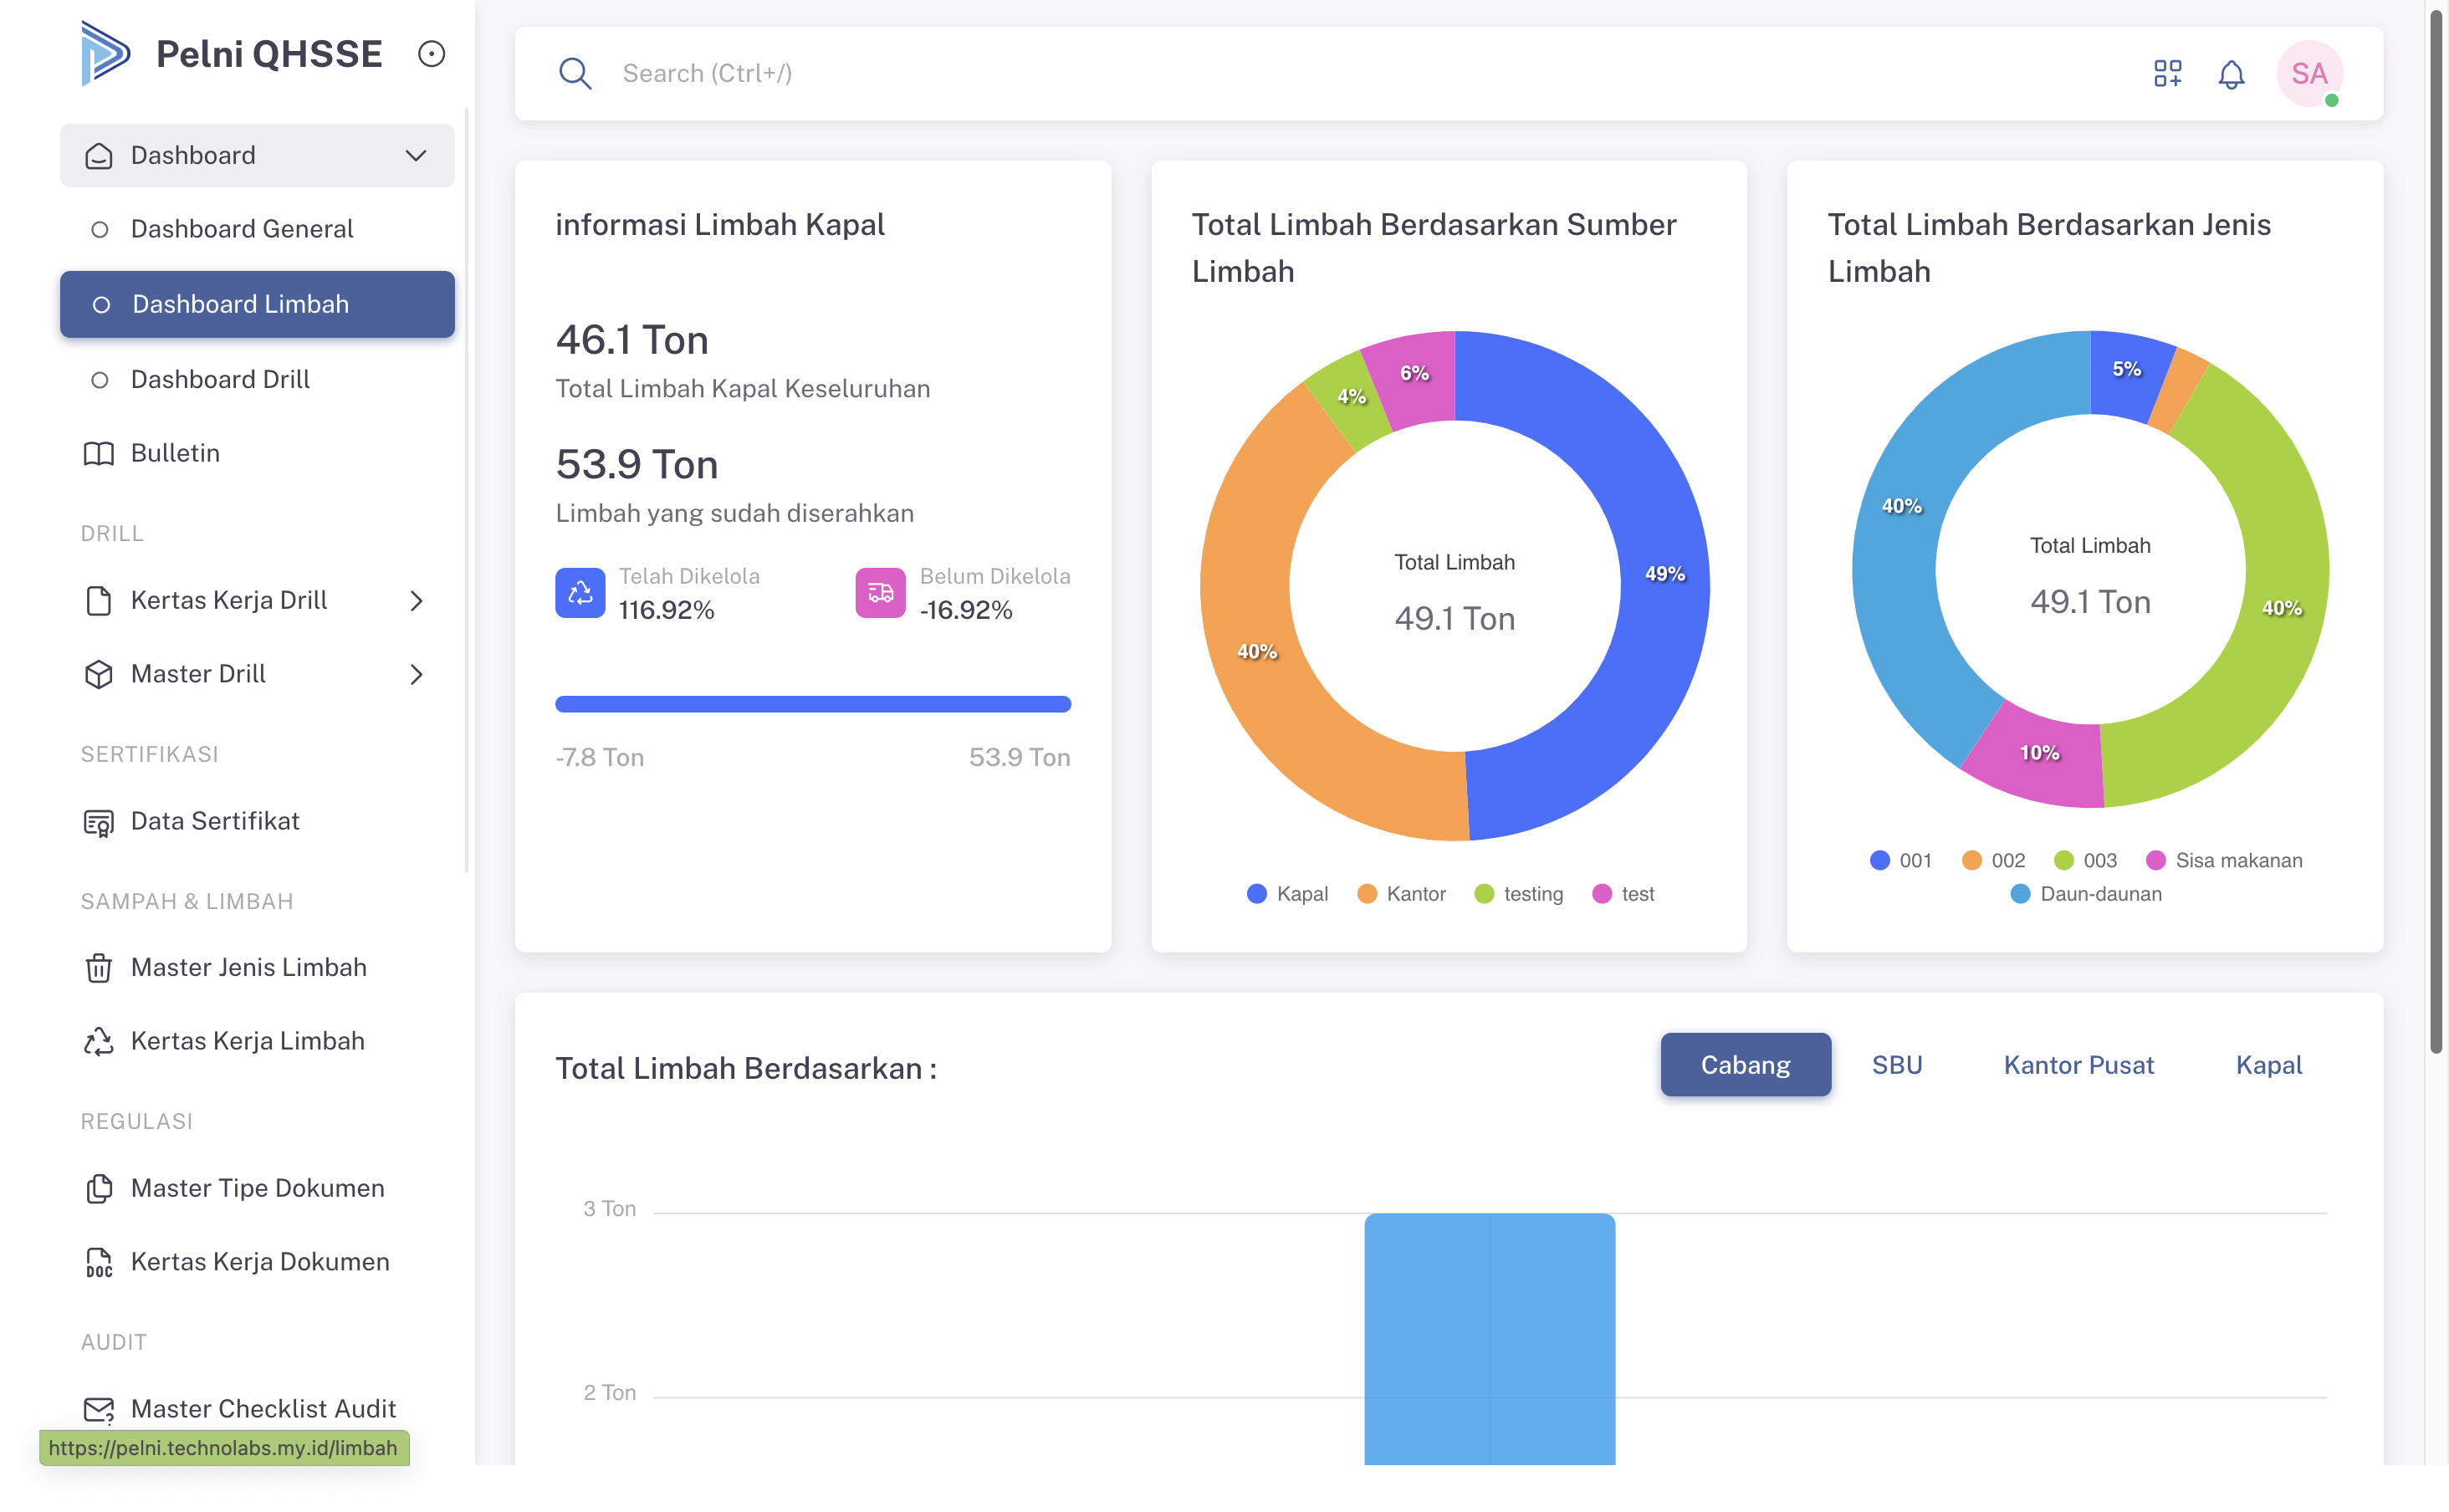 Pelni QHSSE
Dashboard
Dashboard General
Dashboard Limbah
Dashboard Drill
Bulletin
DRILL
Kertas Kerja Drill
Master Drill
SERTIFIKASI
Data Sertifikat
SAMPAH & LIMBAH
Master Jenis Limbah
Kertas Kerja Limbah
REGULASI
Master Tipe Dokumen
DOC
Kertas Kerja Dokumen
AUDIT
Master Checklist Audit
https://pelni.technolabs.my.id/limbah
Search (Ctrl+/)
SA
informasi Limbah Kapal
46.1 Ton
Total Limbah Kapal Keseluruhan
53.9 Ton
Limbah yang sudah diserahkan
Telah Dikelola
116.92%
Belum Dikelola
-16.92%
-7.8 Ton
53.9 Ton
Total Limbah Berdasarkan Sumber
Limbah
6%
4%
49%
40%
Total Limbah
49.1 Ton
Kapal
Kantor
testing
test
Total Limbah Berdasarkan Jenis
Limbah
5%
40%
40%
10%
Total Limbah
49.1 Ton
001
002
003
Sisa makanan
Daun-daunan
Total Limbah Berdasarkan :
Cabang
SBU
Kantor Pusat
Kapal
3 Ton
2 Ton